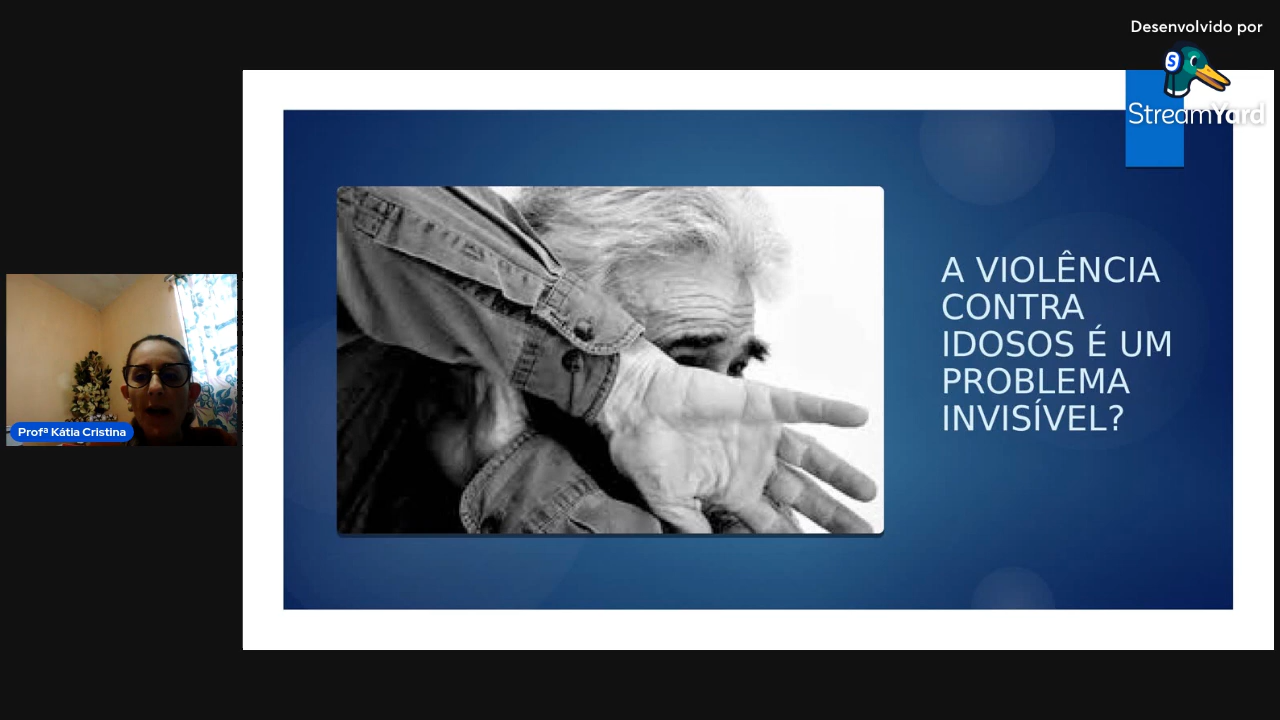 Desenvolvido por
S
StreamYard
A VIOLÊNCIA
CONTRA
IDOSOS É UM
PROBLEMA
INVISÍVEL?
Profª Kátia Cristina